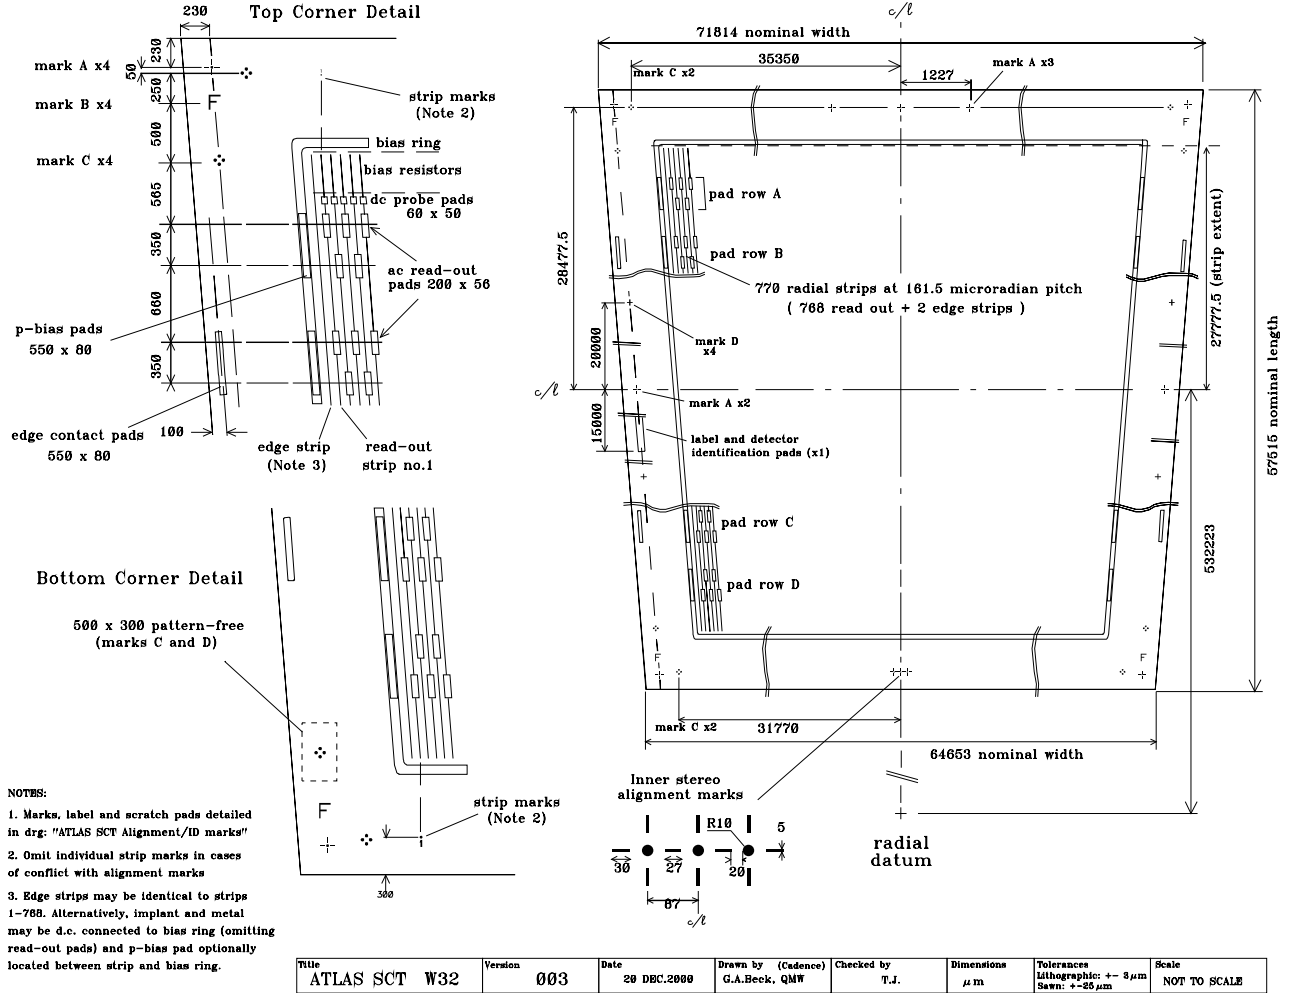 Top Corner Detail
230
230
50
250
500
565
350
660
350
mark A x4
mark B x4
mark C x4
F
strip marks
(Note 2)
bias ring
bias resistors
dc probe pads
60 x 50
ac read-out
pads 200 x 56
p-bias pads
550 x 80
edge contact pads
550 x 80
100
edge strip
(Note 3)
read-out
strip no.1
Bottom Corner Detail
500 x 300 pattern-free
(marks C and D)
F
strip marks
(Note 2)
300
NOTES:
1. Marks, label and scratch pads detailed
in drg: "ATLAS SCT Alignment/ID marks"
2. Omit individual strip marks in cases
of conflict with alignment marks
3. Edge strips may be identical to strips
1-768. Alternatively, implant and metal
may be d.c. connected to bias ring (omitting
read-out pads) and p-bias pad optionally
located between strip and bias ring.
c/l
71814 nominal width
35350
mark C x2
1227
mark A x3
F
F
pad row A
pad row B
770 radial strips at 161.5 microradian pitch
( 768 read out + 2 edge strips )
28477.5
20000
15000
mark D
x4
c/l
mark A x2
label and detector
identification pads (x1)
27777.5 (strip extent)
57515 nominal length
532223
pad row C
pad row D
F
F
mark C x2
31770
64653 nominal width
Inner stereo
alignment marks
R10
5
30
27
20
87
c/l
radial
datum
Title
ATLAS SCT W32
Version
003
Date
20 DEC.2000
Drawn by (Cadence)
G.A.Beck, QMW
Checked by
T.J.
Dimensions
µm
Tolerances
Lithographic: +- 3µm
Sawn: +-25µm
Scale
NOT TO SCALE